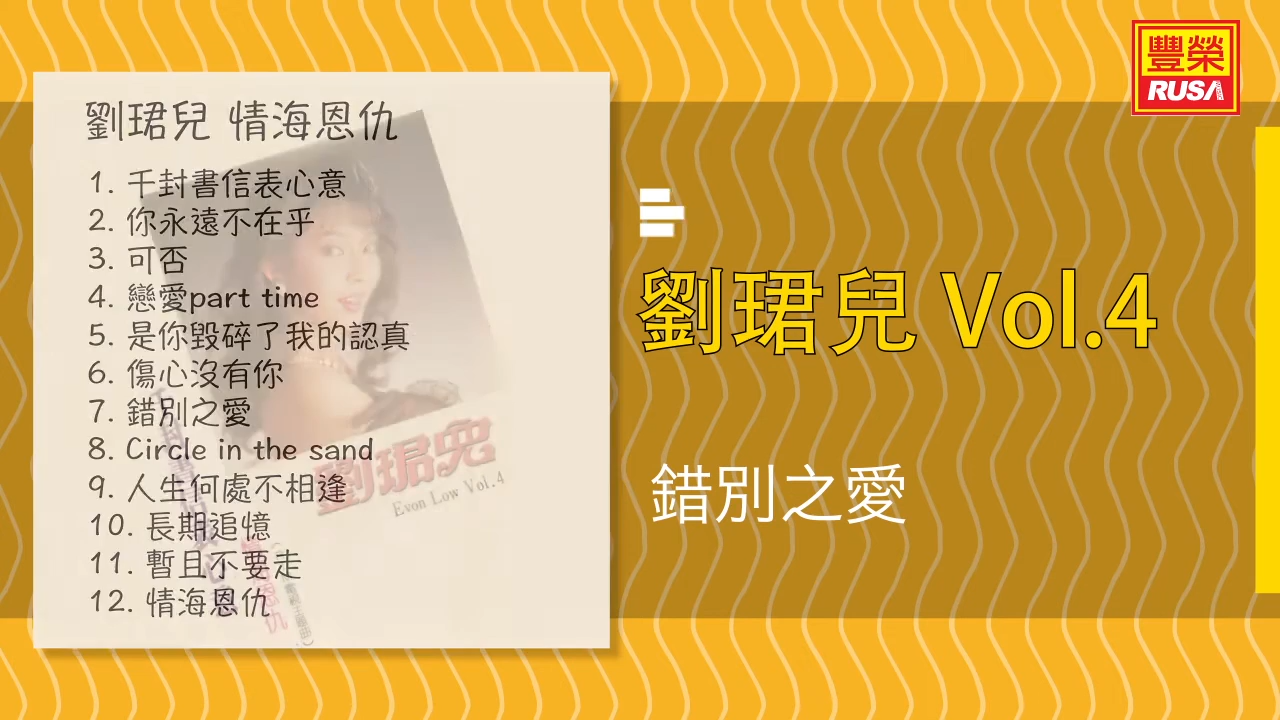 劉珺兒 情海恩仇
1. 千封書信表心意
2. 你永遠不在乎
3. 可否
4. 戀愛part time
5. 是你毀碎了我的認真
6. 傷心沒有你
7. 錯別之愛
8. Circle in the sand
9. 人生何處不相逢
10. 長期追憶
11. 暫且不要走
12. 情海恩仇
劉珺兒
Evon Low Vol.4
豐榮
RUSA
劉珺兒 Vol.4
錯別之愛